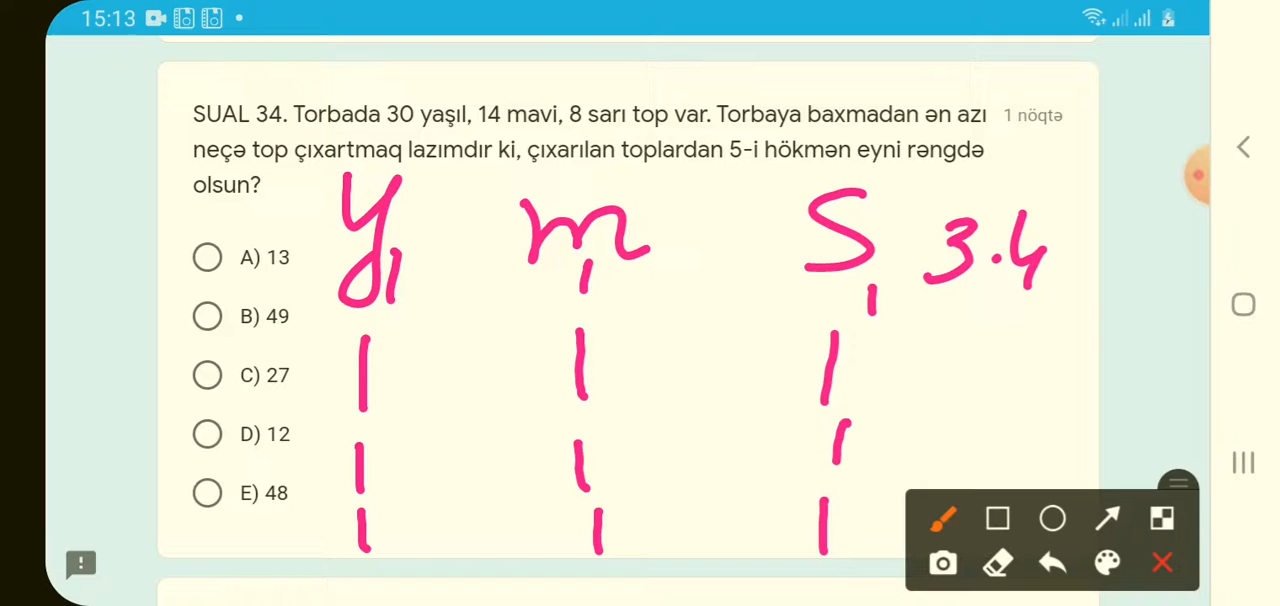 15:13
SUAL 34. Torbada 30 yaşıl, 14 mavi, 8 sarı top var. Torbaya baxmadan ən azı 1 nöqtə
neçə top çıxartmaq lazımdır ki, çıxarılan toplardan 5-i hökmən eyni rəngdə
olsun?
y m S 3.4
A) 13
B) 49
C) 27
D) 12
E) 48